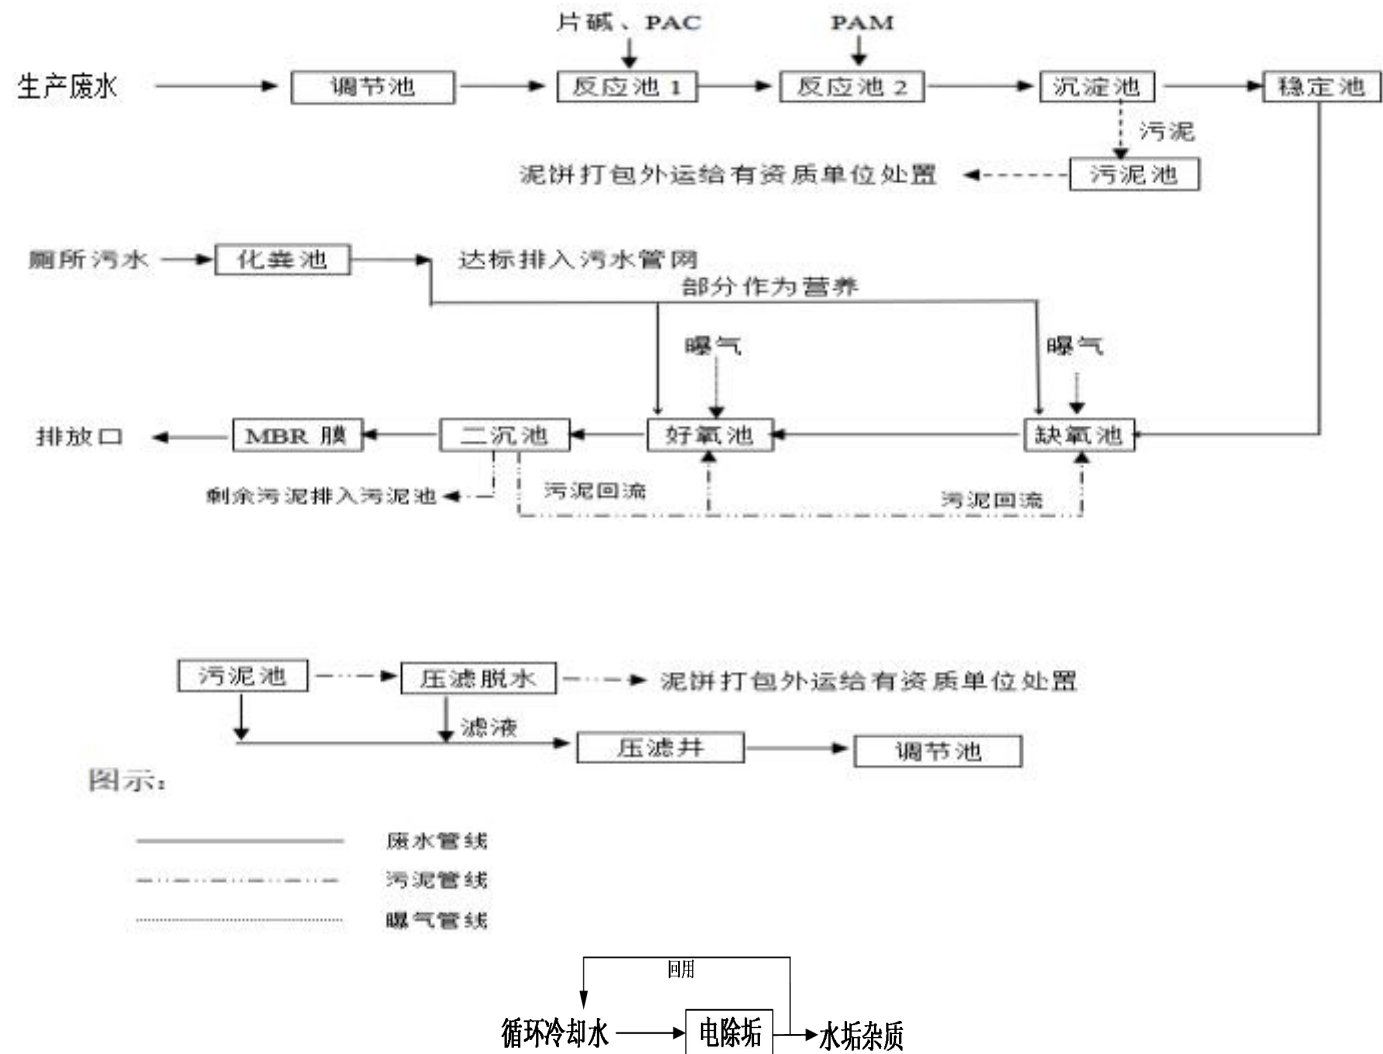 片碱、PAC
PAM
生产废水
调节池
反应池 1
反应池 2
沉淀池
稳定池
污泥
泥饼打包外运给有资质单位处置
污泥池
厕所污水
化粪池
达标排入污水管网
部分作为营养
曝气
曝气
排放口
MBR 膜
二沉池
好氧池
缺氧池
剩余污泥排入污泥池
污泥回流
污泥回流
污泥池
压滤脱水
泥饼打包外运给有资质单位处置
滤液
压滤井
调节池
图示:
废水管线
污泥管线
曝气管线
回用
循环冷却水
电除垢
水垢杂质